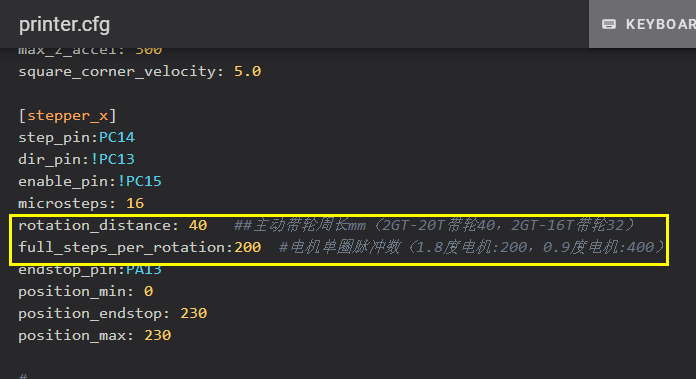 printer.cfg
KEYBOAR
max_z_accel: 300
square_corner_velocity: 5.0
[stepper_x]
step_pin:PC14
dir_pin:!PC13
enable_pin:!PC15
microsteps: 16
rotation_distance: 40 ##主动带轮周长mm（2GT-20T带轮40，2GT-16T带轮32）
full_steps_per_rotation:200 #电机单圈脉冲数（1.8度电机:200，0.9度电机:400）
endstop_pin:PA13
position_min: 0
position_endstop: 230
position_max: 230
#